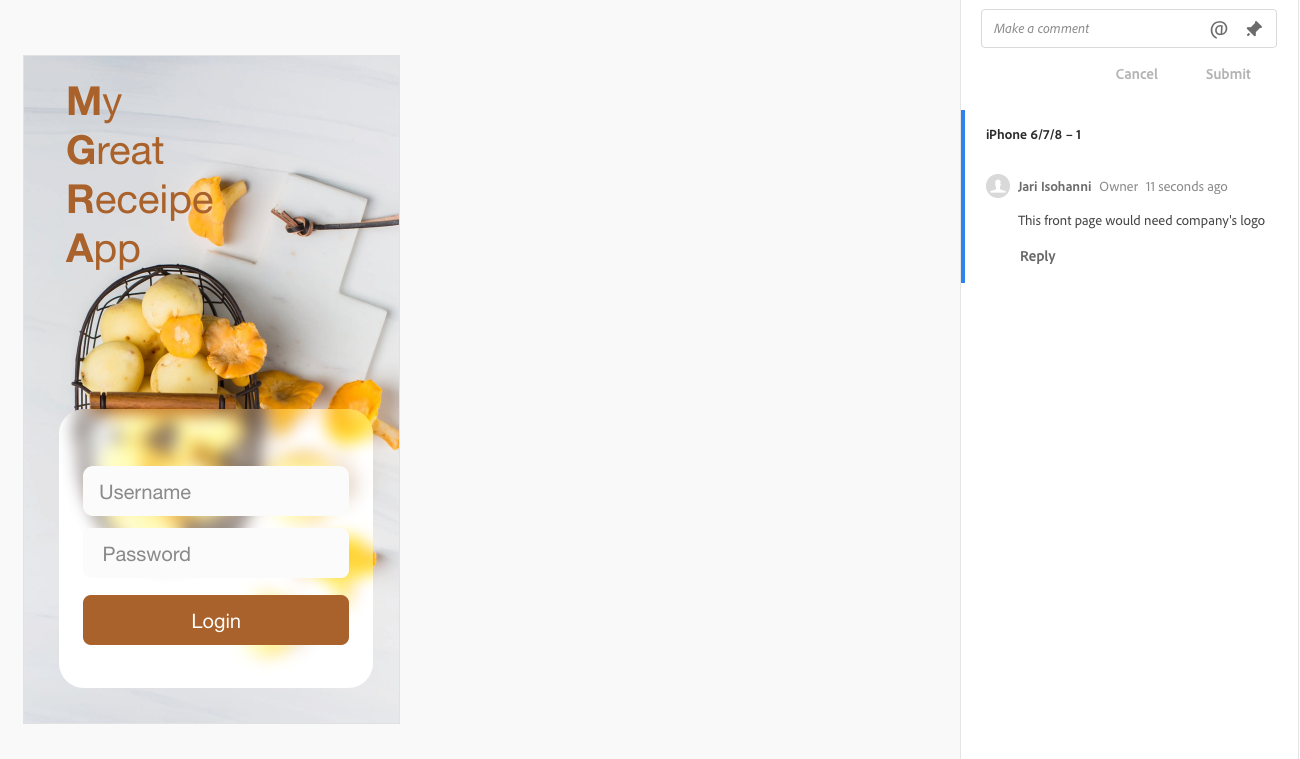 My
Great
Receipe
App
Username
Password
Login
Make a comment @
Cancel Submit
iPhone 6/7/8 – 1
Jari Isohanni Owner 11 seconds ago
This front page would need company's logo
Reply